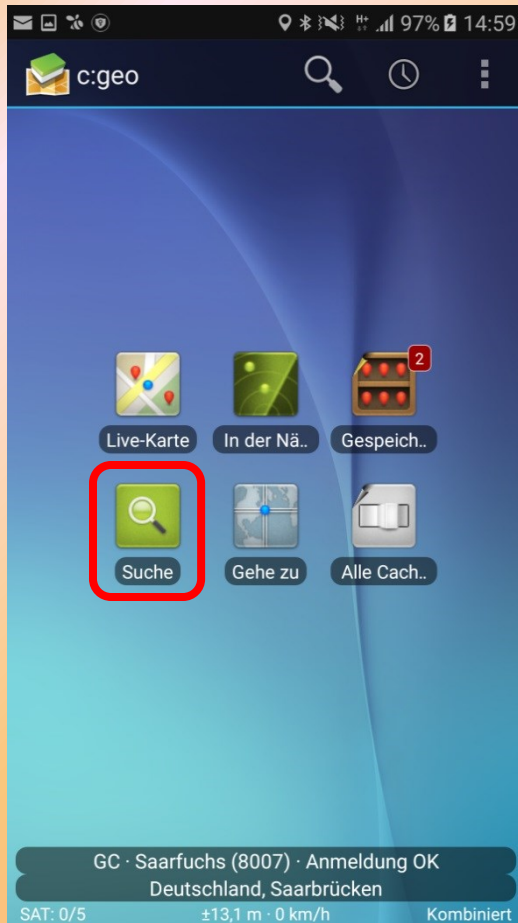 97% 14:59
c:geo
2
Live-Karte In der Nä.. Gespeich..
Suche Gehe zu Alle Cach..
GC · Saarfuchs (8007) · Anmeldung OK
Deutschland, Saarbrücken
SAT: 0/5 ±13,1 m · 0 km/h Kombiniert